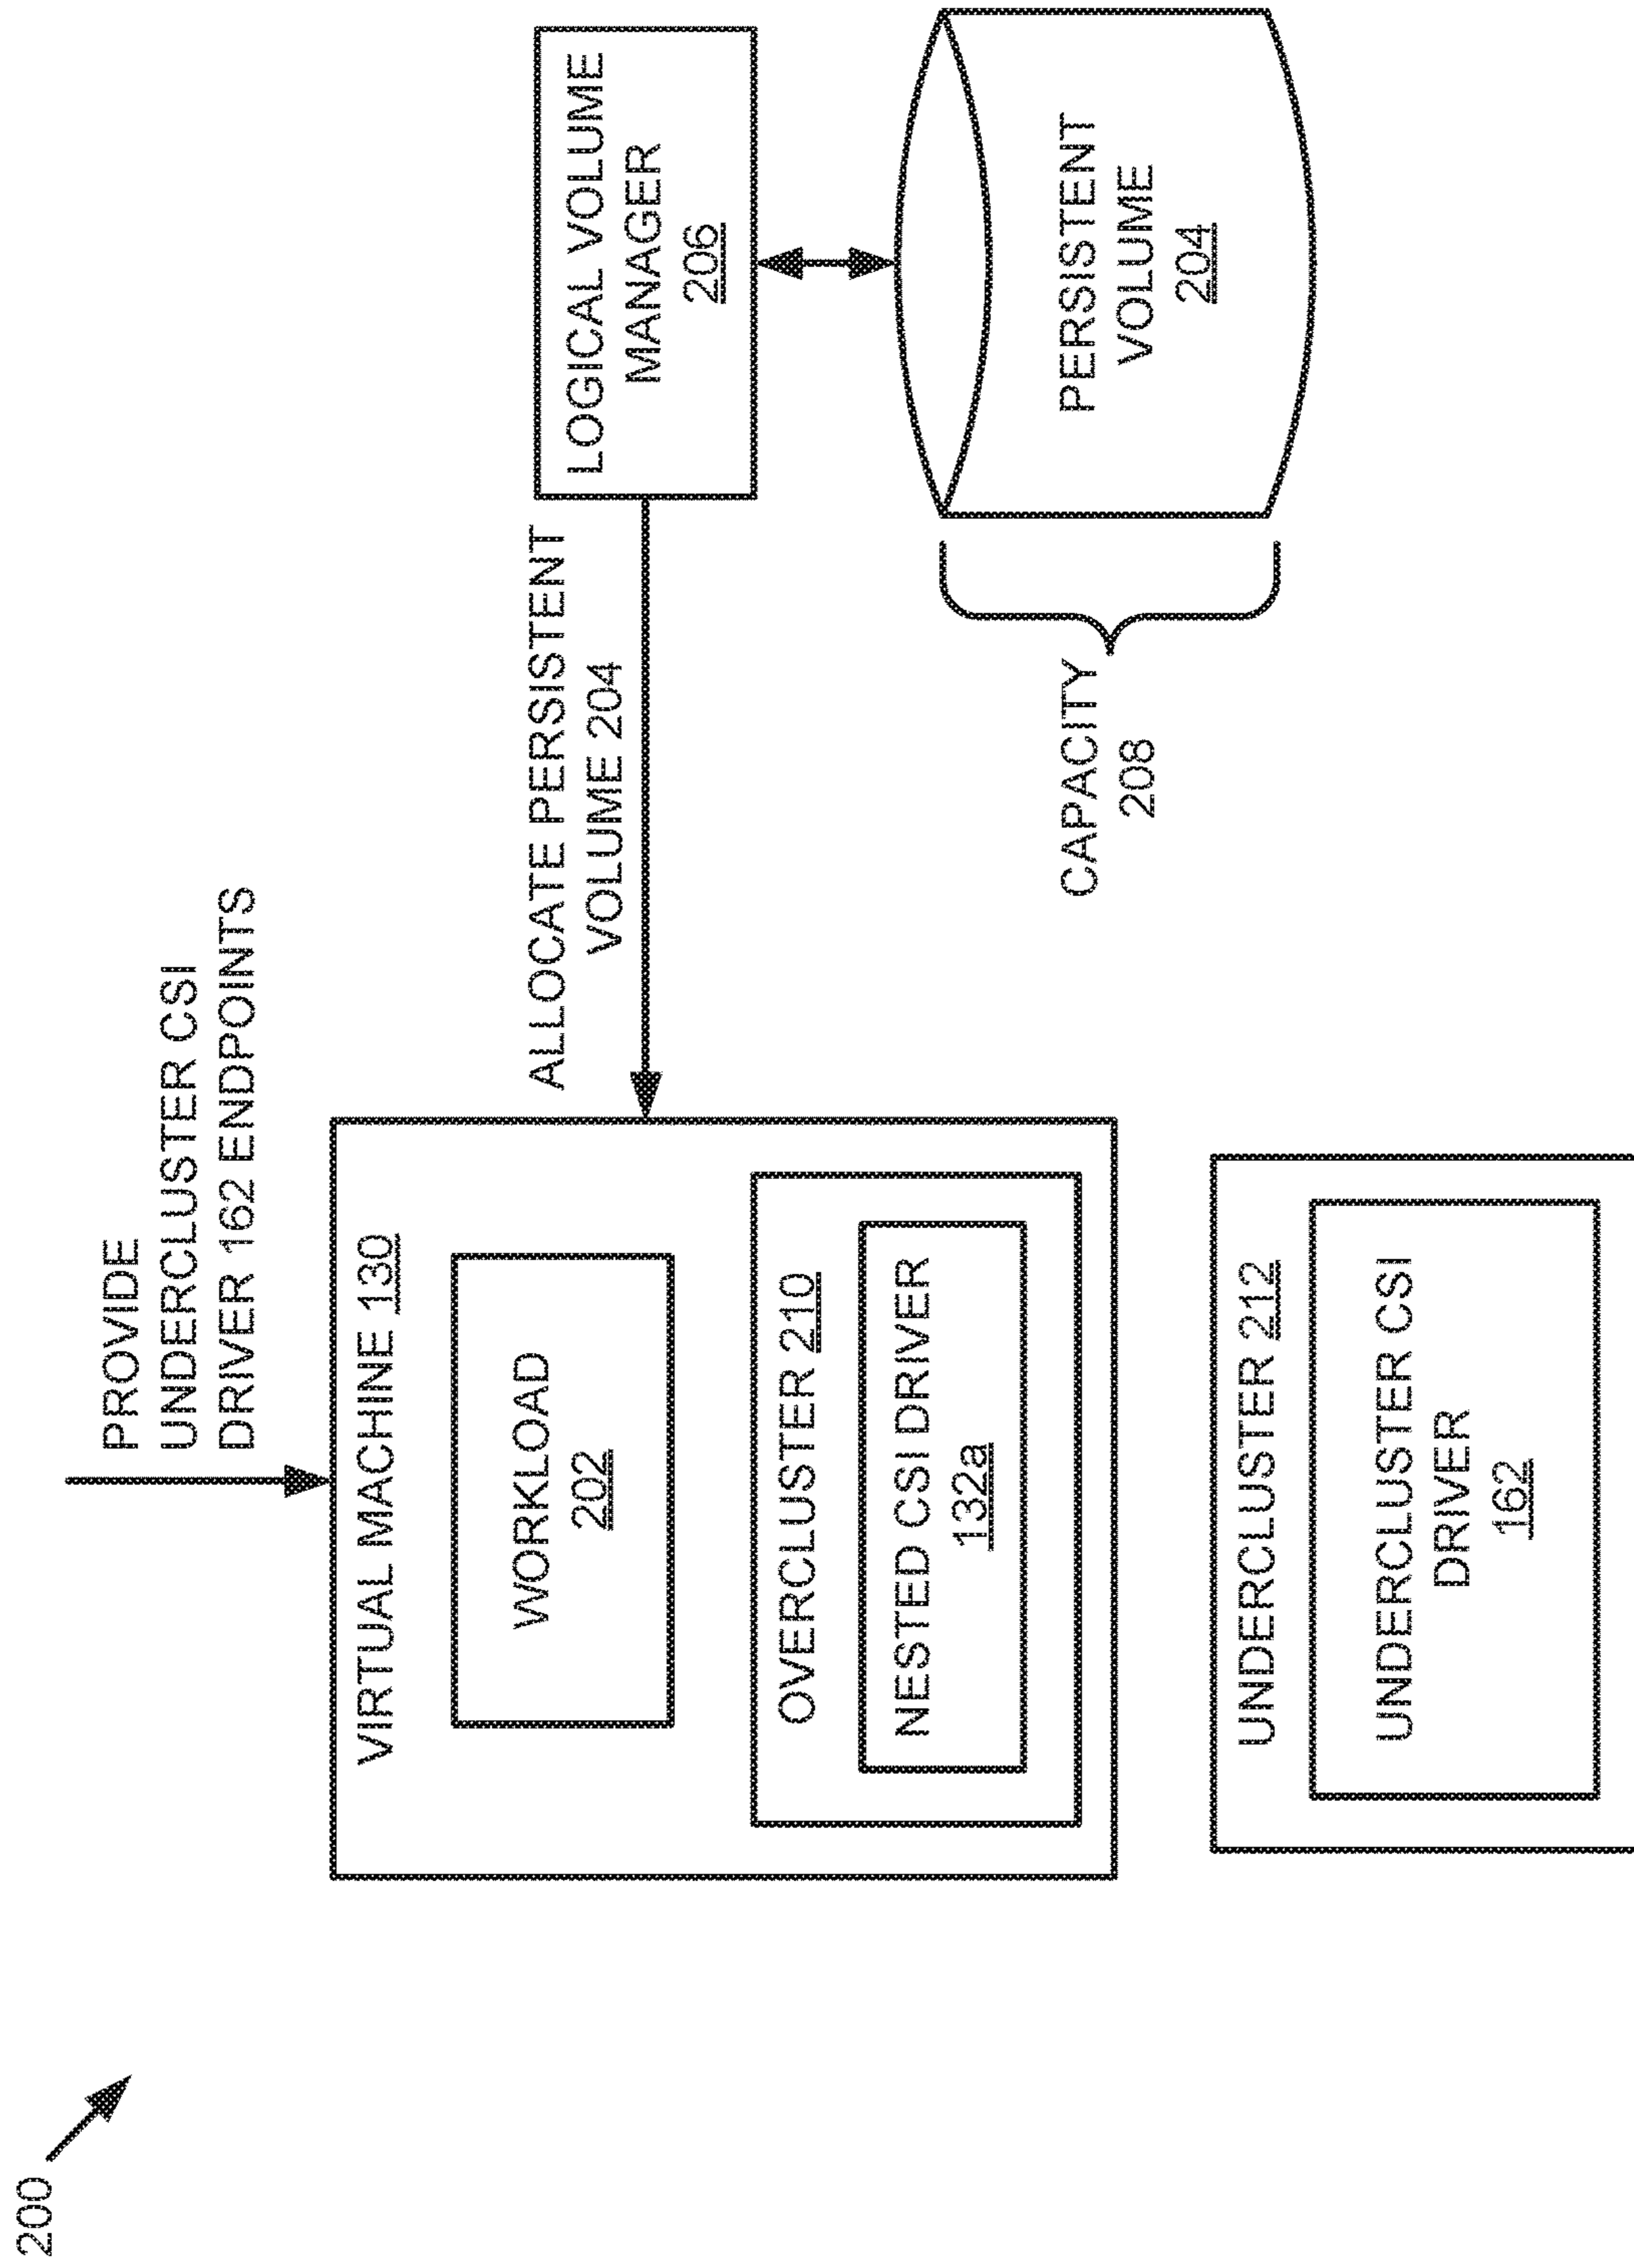 200
PROVIDE
UNDERCLUSTER CSI
DRIVER 162 ENDPOINTS
VIRTUAL MACHINE 130
WORKLOAD
202
OVERCLUSTER 210
NESTED CSI DRIVER
132a
UNDERCLUSTER 212
UNDERCLUSTER CSI
DRIVER
162
ALLOCATE PERSISTENT
VOLUME 204
LOGICAL VOLUME
MANAGER
206
CAPACITY
208
PERSISTENT
VOLUME
204